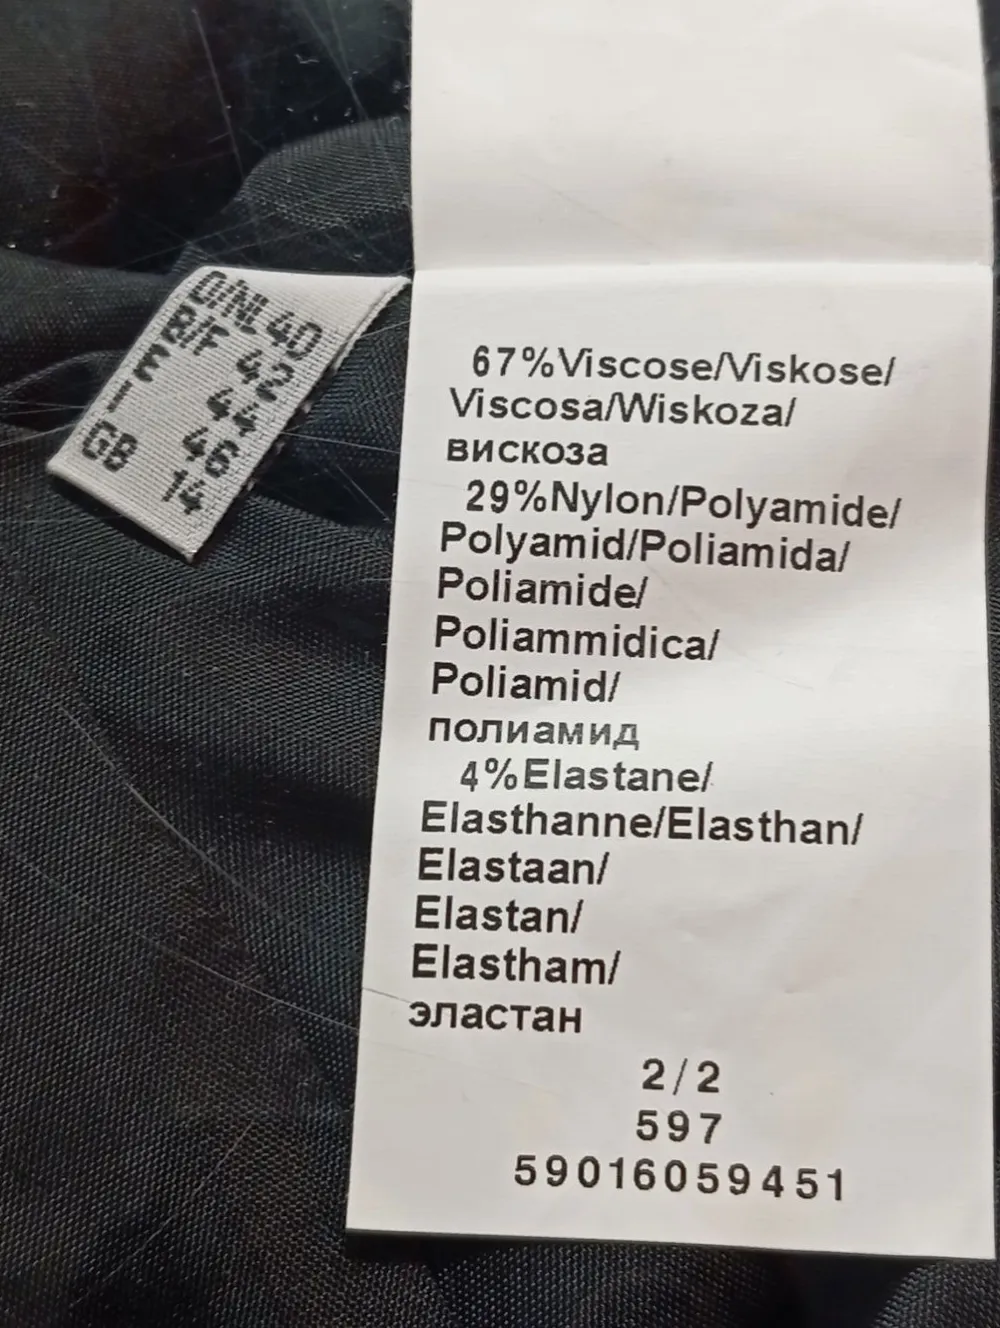 D/NL 40
B/F 42
E 44
I 46
GB 14
67%Viscose/Viskose/
Viscosa/Wiskoza/
вискоза
29%Nylon/Polyamide/
Polyamid/Poliamida/
Poliamide/
Poliammidica/
Poliamid/
полиамид
4%Elastane/
Elasthanne/Elasthan/
Elastaan/
Elastan/
Elastham/
эластан
2/2
597
59016059451